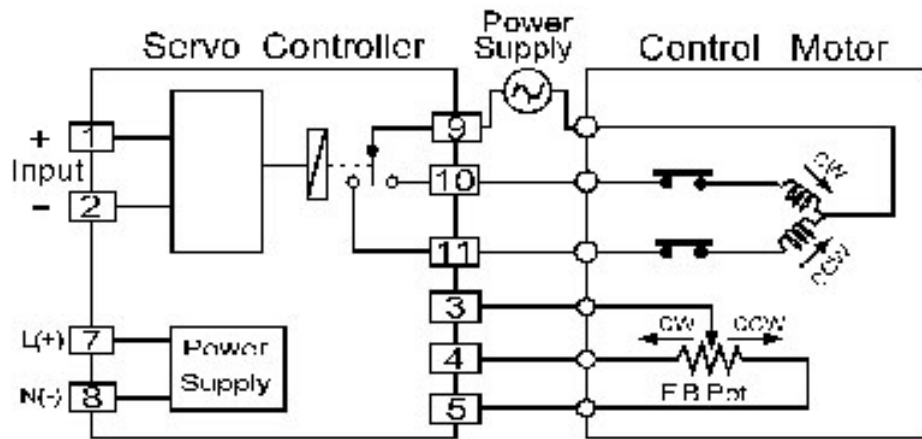 Servo Controller
Power
Supply
Control Motor
1
+
Input
-
2
9
10
11
3
4
5
CW
CCW
CW
CCW
F.B.Pot
L(+)
7
N(-)
8
Power
Supply